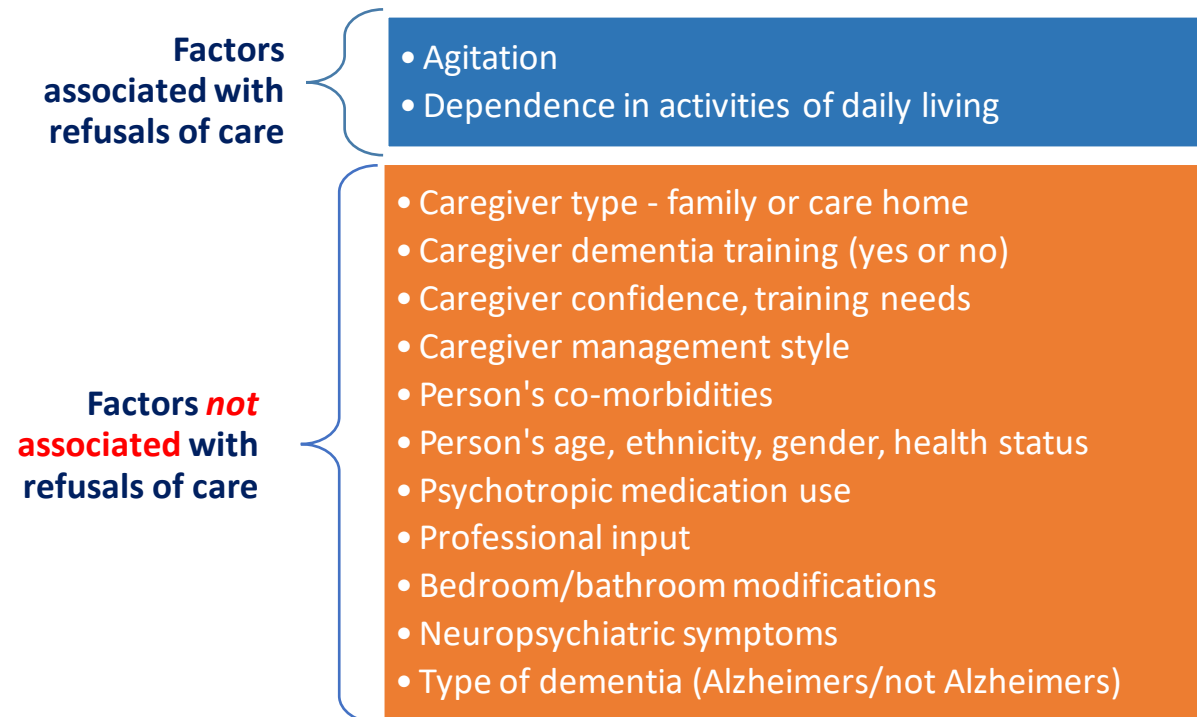 Factors
associated with
refusals of care
• Agitation
• Dependence in activities of daily living
Factors not
associated with
refusals of care
• Caregiver type - family or care home
• Caregiver dementia training (yes or no)
• Caregiver confidence, training needs
• Caregiver management style
• Person's co-morbidities
• Person's age, ethnicity, gender, health status
• Psychotropic medication use
• Professional input
• Bedroom/bathroom modifications
• Neuropsychiatric symptoms
• Type of dementia (Alzheimers/not Alzheimers)